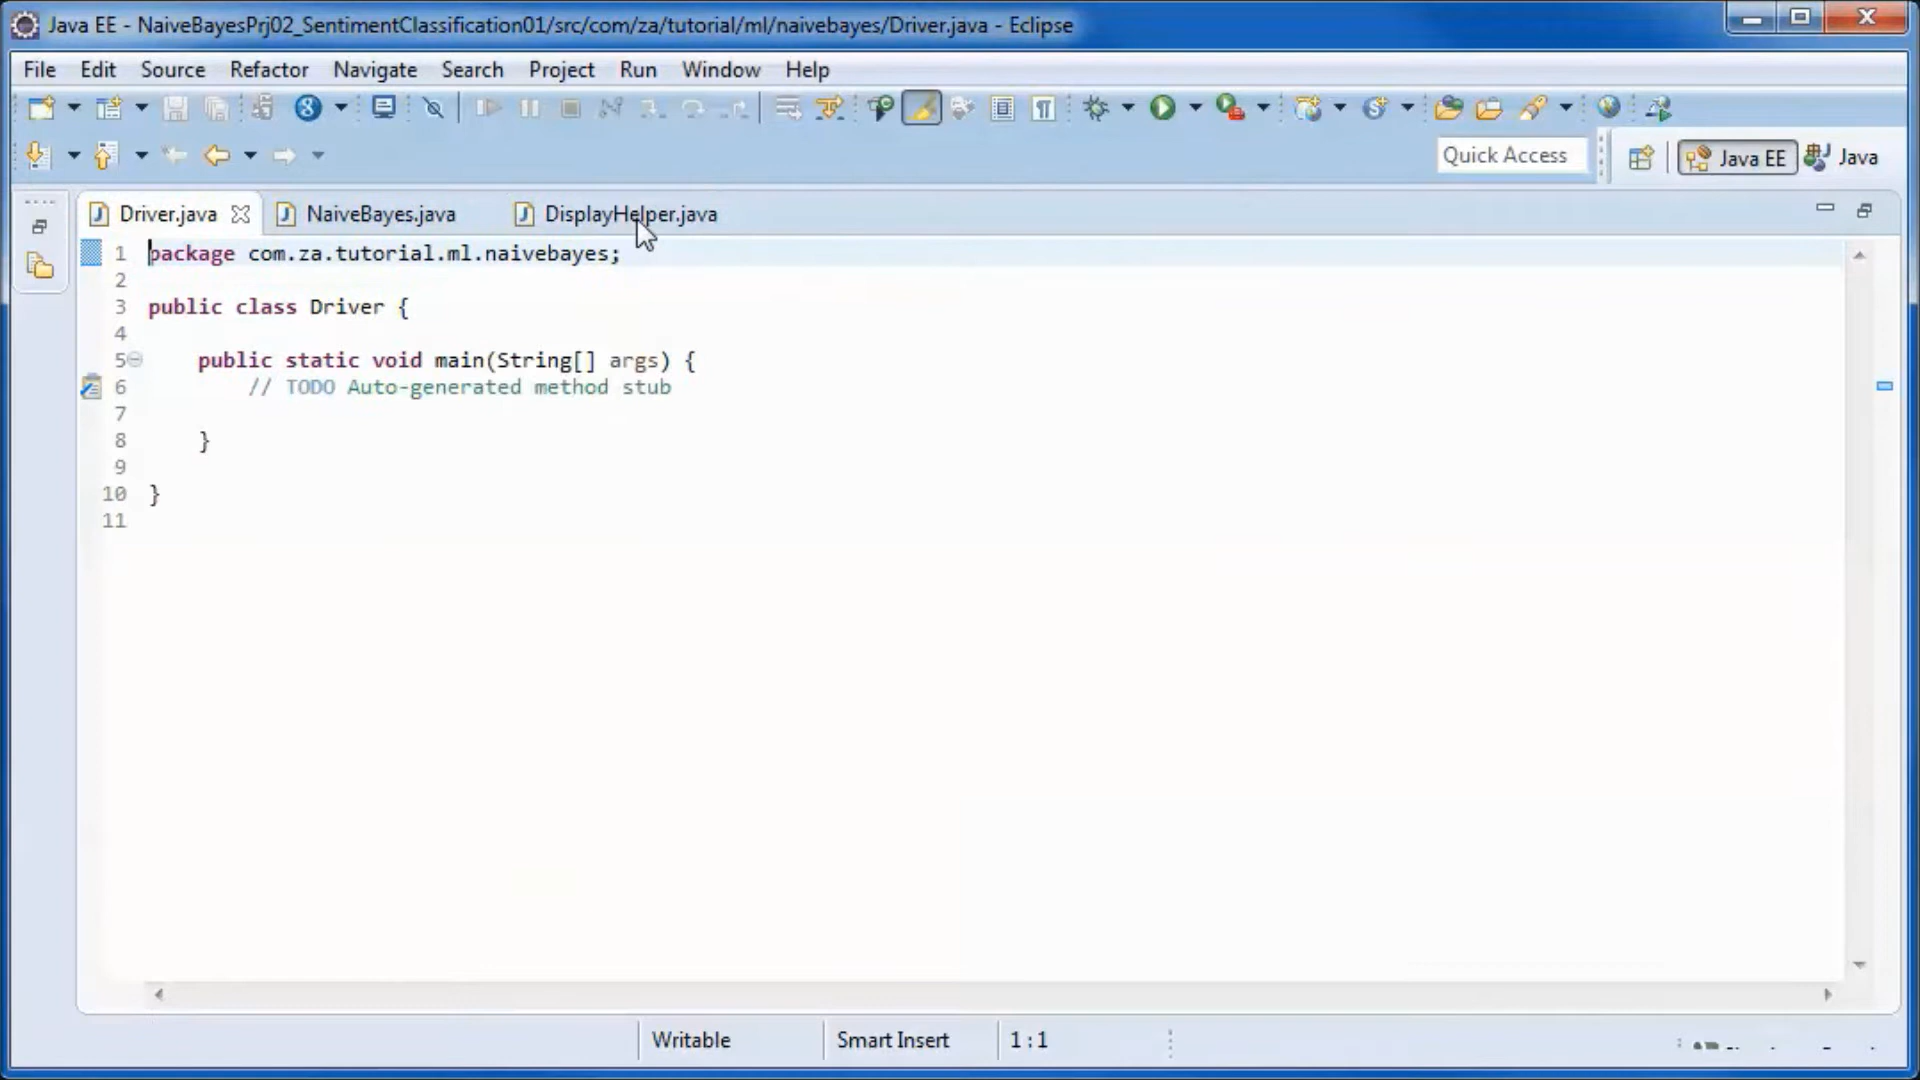 Java EE - NaiveBayesPrj02_SentimentClassification01/src/com/za/tutorial/ml/naivebayes/Driver.java - Eclipse
File Edit Source Refactor Navigate Search Project Run Window Help
Quick Access
Java EE
Java
Driver.java
NaiveBayes.java
DisplayHelper.java
1 package com.za.tutorial.ml.naivebayes;
2
3 public class Driver {
4
5 public static void main(String[] args) {
6 // TODO Auto-generated method stub
7
8 }
9
10 }
11
Writable
Smart Insert
1 : 1